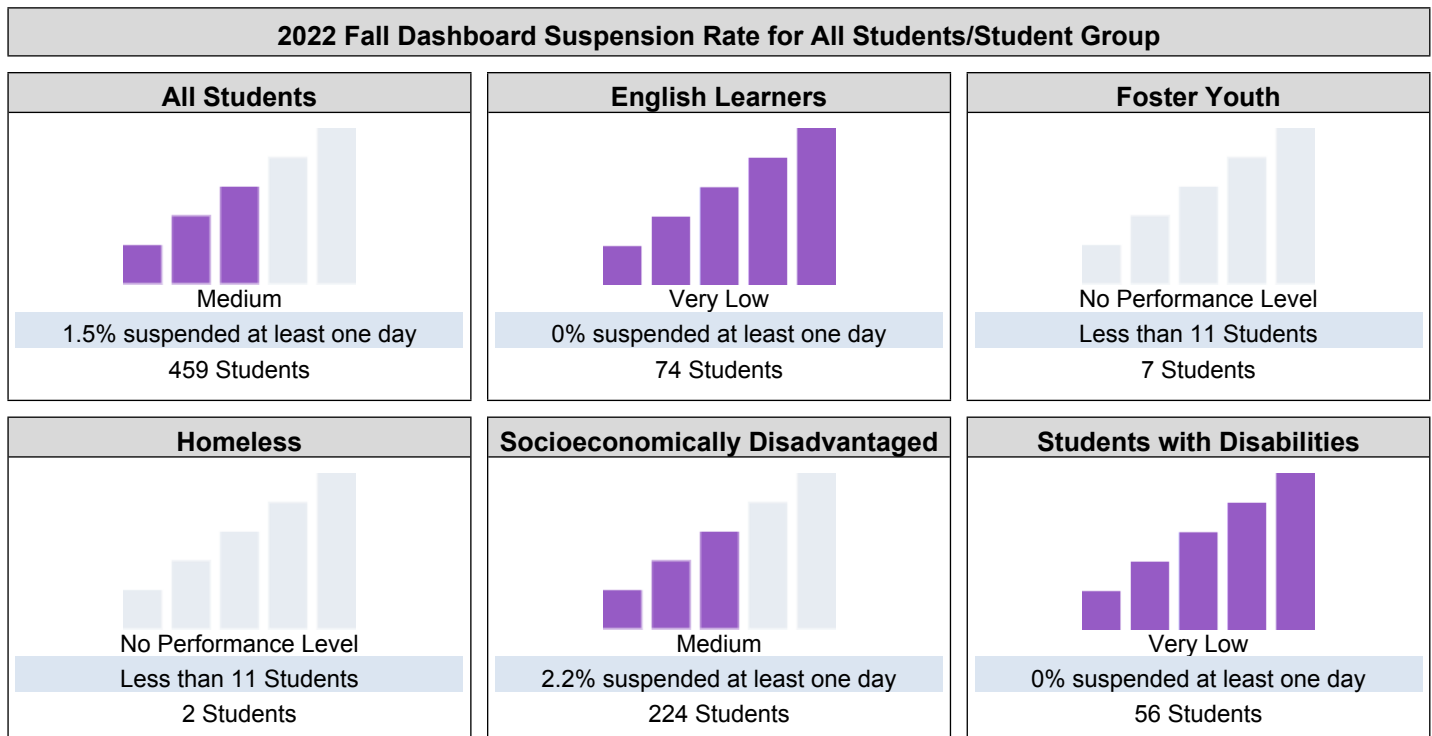 2022 Fall Dashboard Suspension Rate for All Students/Student Group
All Students
Medium
1.5% suspended at least one day
459 Students
English Learners
Very Low
0% suspended at least one day
74 Students
Foster Youth
No Performance Level
Less than 11 Students
7 Students
Homeless
No Performance Level
Less than 11 Students
2 Students
Socioeconomically Disadvantaged
Medium
2.2% suspended at least one day
224 Students
Students with Disabilities
Very Low
0% suspended at least one day
56 Students